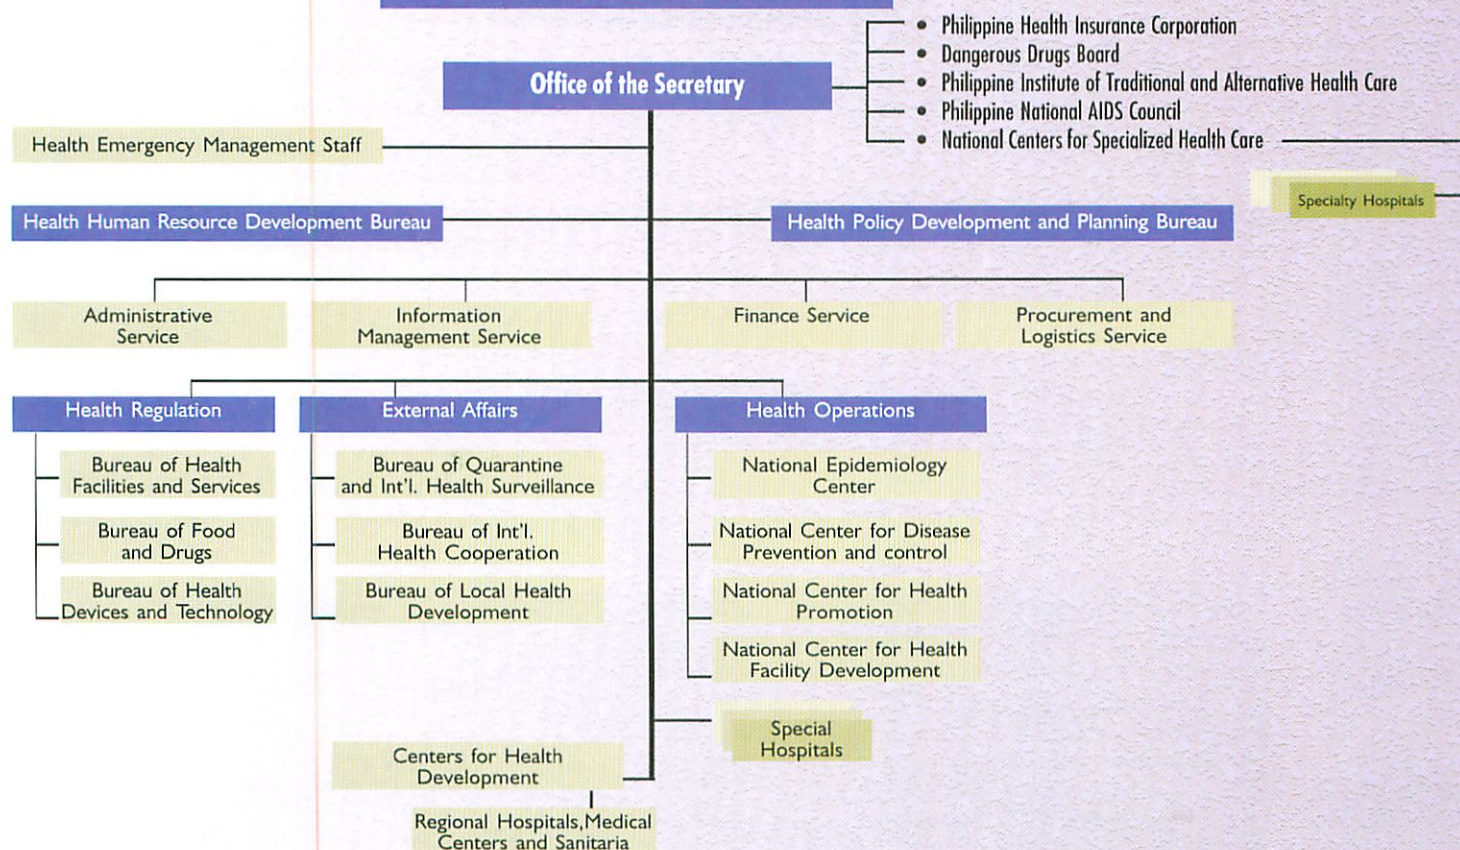 • Philippine Health Insurance Corporation
• Dangerous Drugs Board
Office of the Secretary
• Philippine Institute of Traditional and Alternative Health Care
• Philippine National AIDS Council
• National Centers for Specialized Health Care
Health Emergency Management Staff
Specialty Hospitals
Health Human Resource Development Bureau
Health Policy Development and Planning Bureau
Administrative
Service
Information
Management Service
Finance Service
Procurement and
Logistics Service
Health Regulation
External Affairs
Health Operations
Bureau of Health
Facilities and Services
Bureau of Food
and Drugs
Bureau of Health
Devices and Technology
Bureau of Quarantine
and Int'l. Health Surveillance
Bureau of Int'l.
Health Cooperation
Bureau of Local Health
Development
National Epidemiology
Center
National Center for Disease
Prevention and control
National Center for Health
Promotion
National Center for Health
Facility Development
Special
Hospitals
Centers for Health
Development
Regional Hospitals,Medical
Centers and Sanitaria